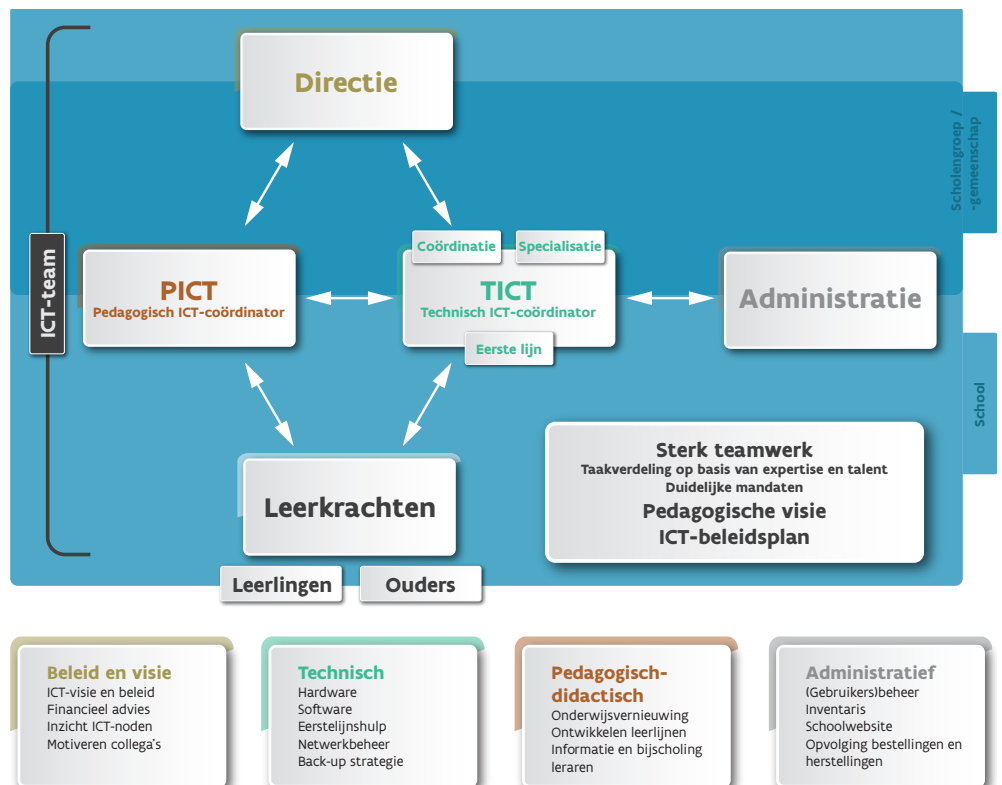 Directie
Scholengroep /
-gemeenschap
ICT-team
Coördinatie
Specialisatie
PICT
Pedagogisch ICT-coördinator
TICT
Technisch ICT-coördinator
Administratie
Eerste lijn
School
Sterk teamwerk
Taakverdeling op basis van expertise en talent
Duidelijke mandaten
Pedagogische visie
ICT-beleidsplan
Leerkrachten
Leerlingen
Ouders
Beleid en visie
ICT-visie en beleid
Financieel advies
Inzicht ICT-noden
Motiveren collega's
Technisch
Hardware
Software
Eerstelijnshulp
Netwerkbeheer
Back-up strategie
Pedagogisch-
didactisch
Onderwijsvernieuwing
Ontwikkelen leerlijnen
Informatie en bijscholing
leraren
Administratief
(Gebruikers)beheer
Inventaris
Schoolwebsite
Opvolging bestellingen en
herstellingen